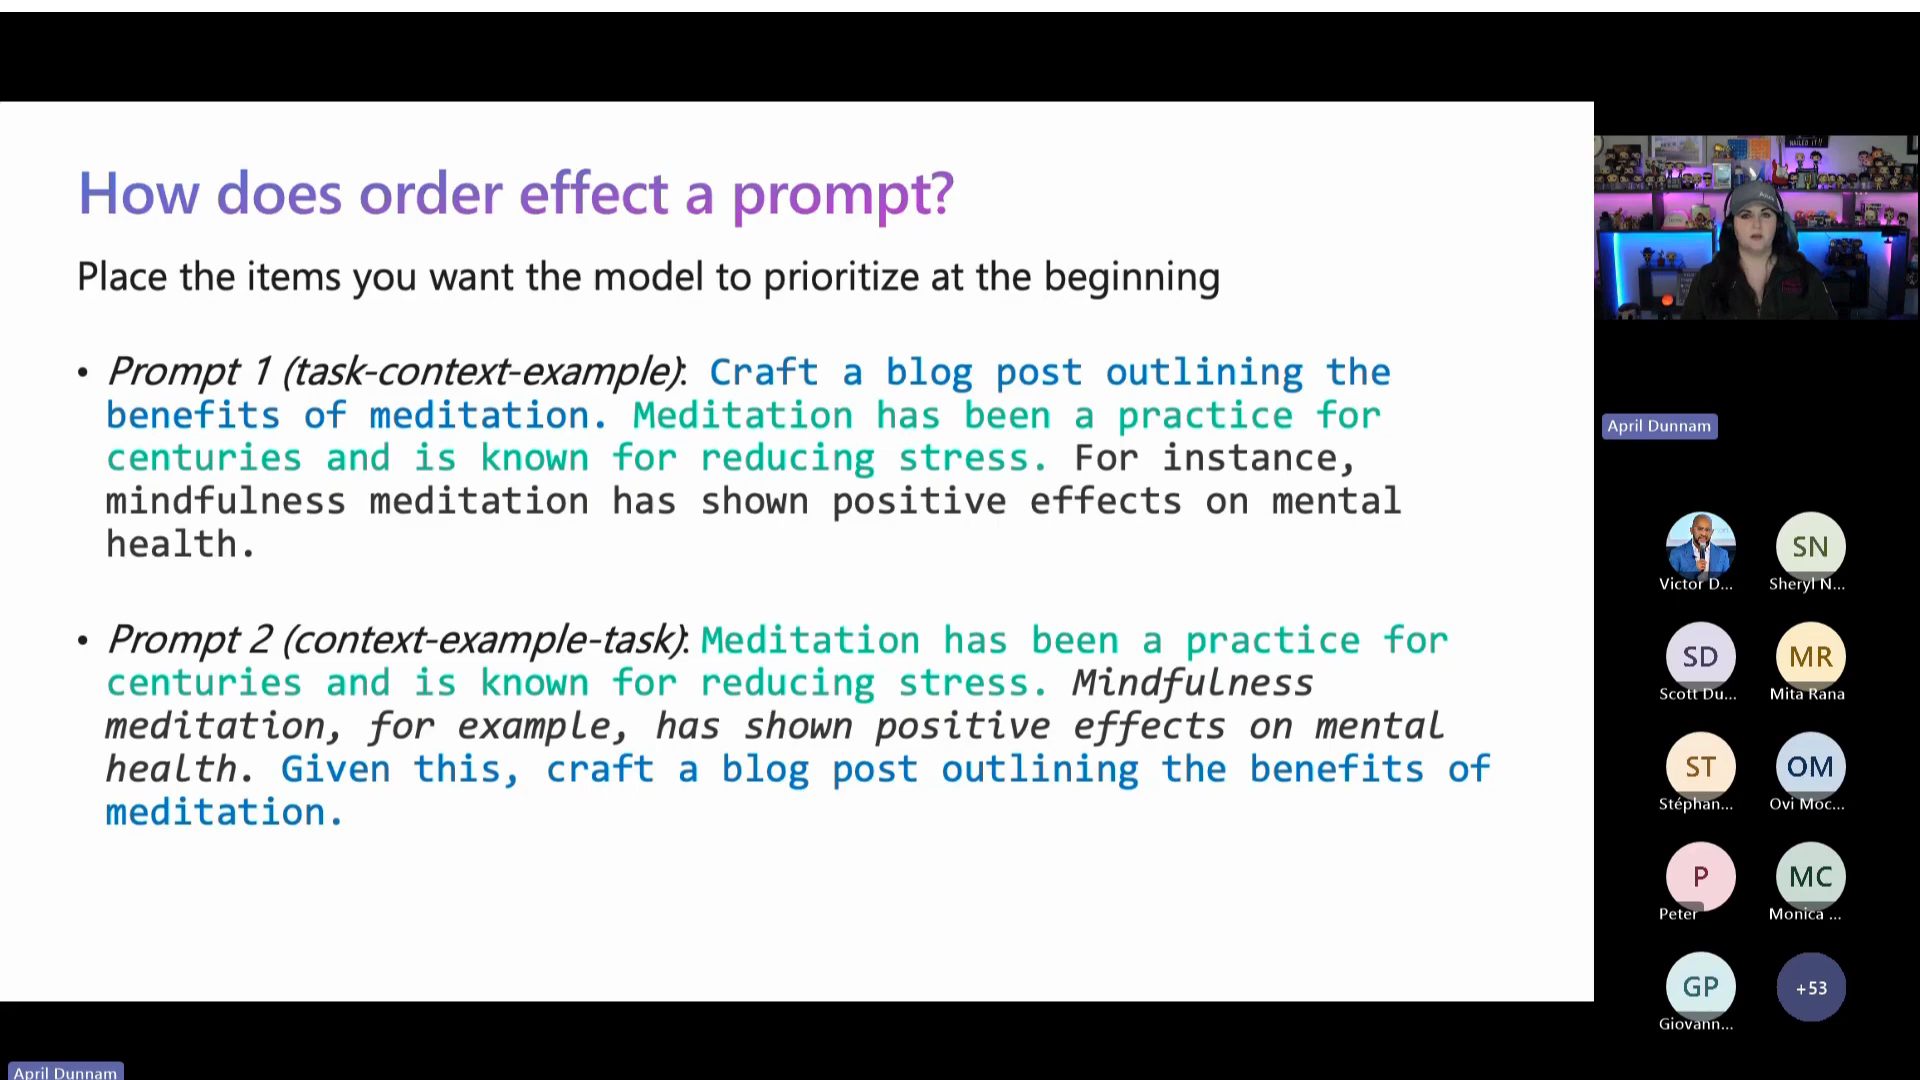 How does order effect a prompt?
Place the items you want the model to prioritize at the beginning
• Prompt 1 (task-context-example): Craft a blog post outlining the
benefits of meditation. Meditation has been a practice for
centuries and is known for reducing stress. For instance,
mindfulness meditation has shown positive effects on mental
health.
• Prompt 2 (context-example-task): Meditation has been a practice for
centuries and is known for reducing stress. Mindfulness
meditation, for example, has shown positive effects on mental
health. Given this, craft a blog post outlining the benefits of
meditation.
April Dunnam
SN
Victor D...
Sheryl N...
SD
MR
Scott Du...
Mita Rana
ST
OM
Stéphan...
Ovi Moc...
P
MC
Peter
Monica ...
GP
+53
Giovann...
April Dunnam